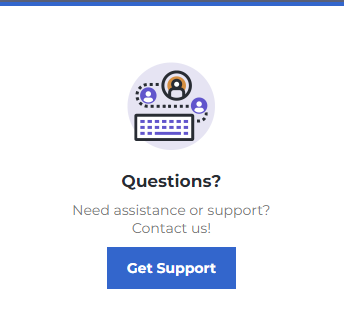 Questions?
Need assistance or support?
Contact us!
Get Support